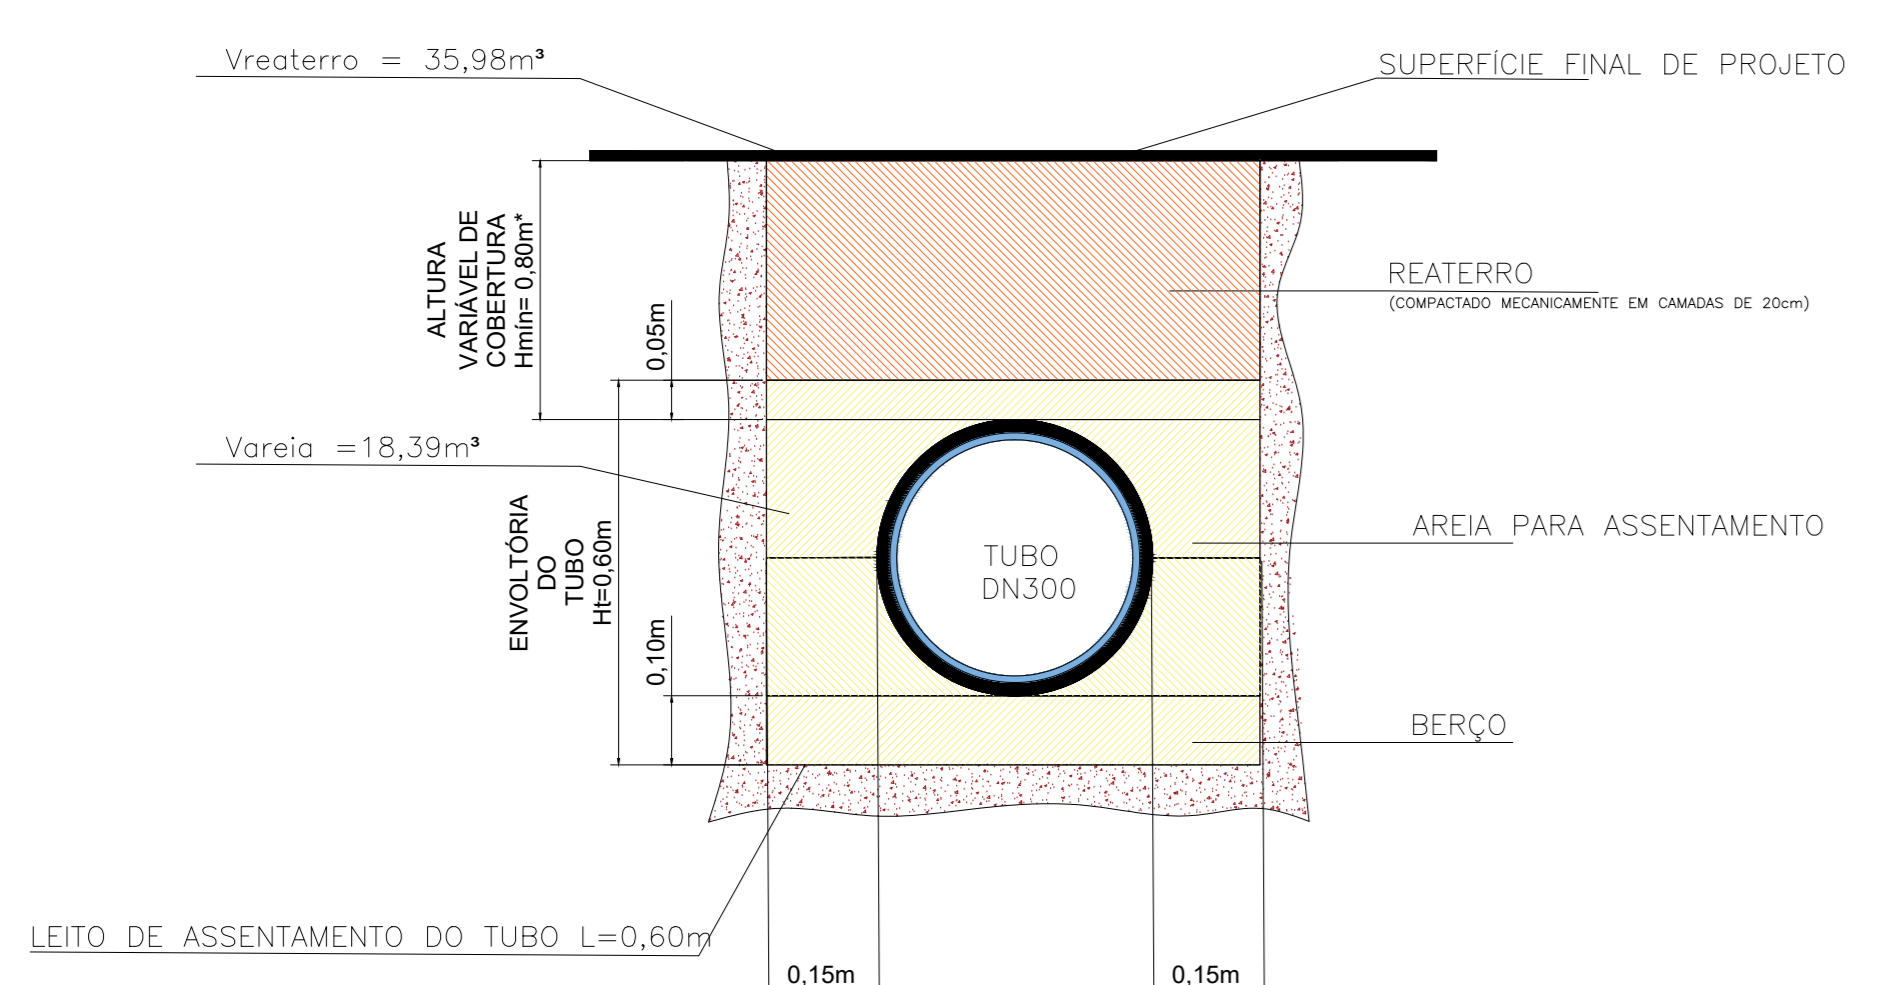 Vreaterro = 35,98m³
SUPERFÍCIE FINAL DE PROJETO
ALTURA
VARIÁVEL DE
COBERTURA
Hmín= 0,80m*
0,05m
REATERRO
(COMPACTADO MECANICAMENTE EM CAMADAS DE 20cm)
Vareia =18,39m³
ENVOLTÓRIA
DO
TUBO
Ht=0,60m
AREIA PARA ASSENTAMENTO
TUBO
DN300
0,10m
BERÇO
LEITO DE ASSENTAMENTO DO TUBO L=0,60m
0,15m
0,15m